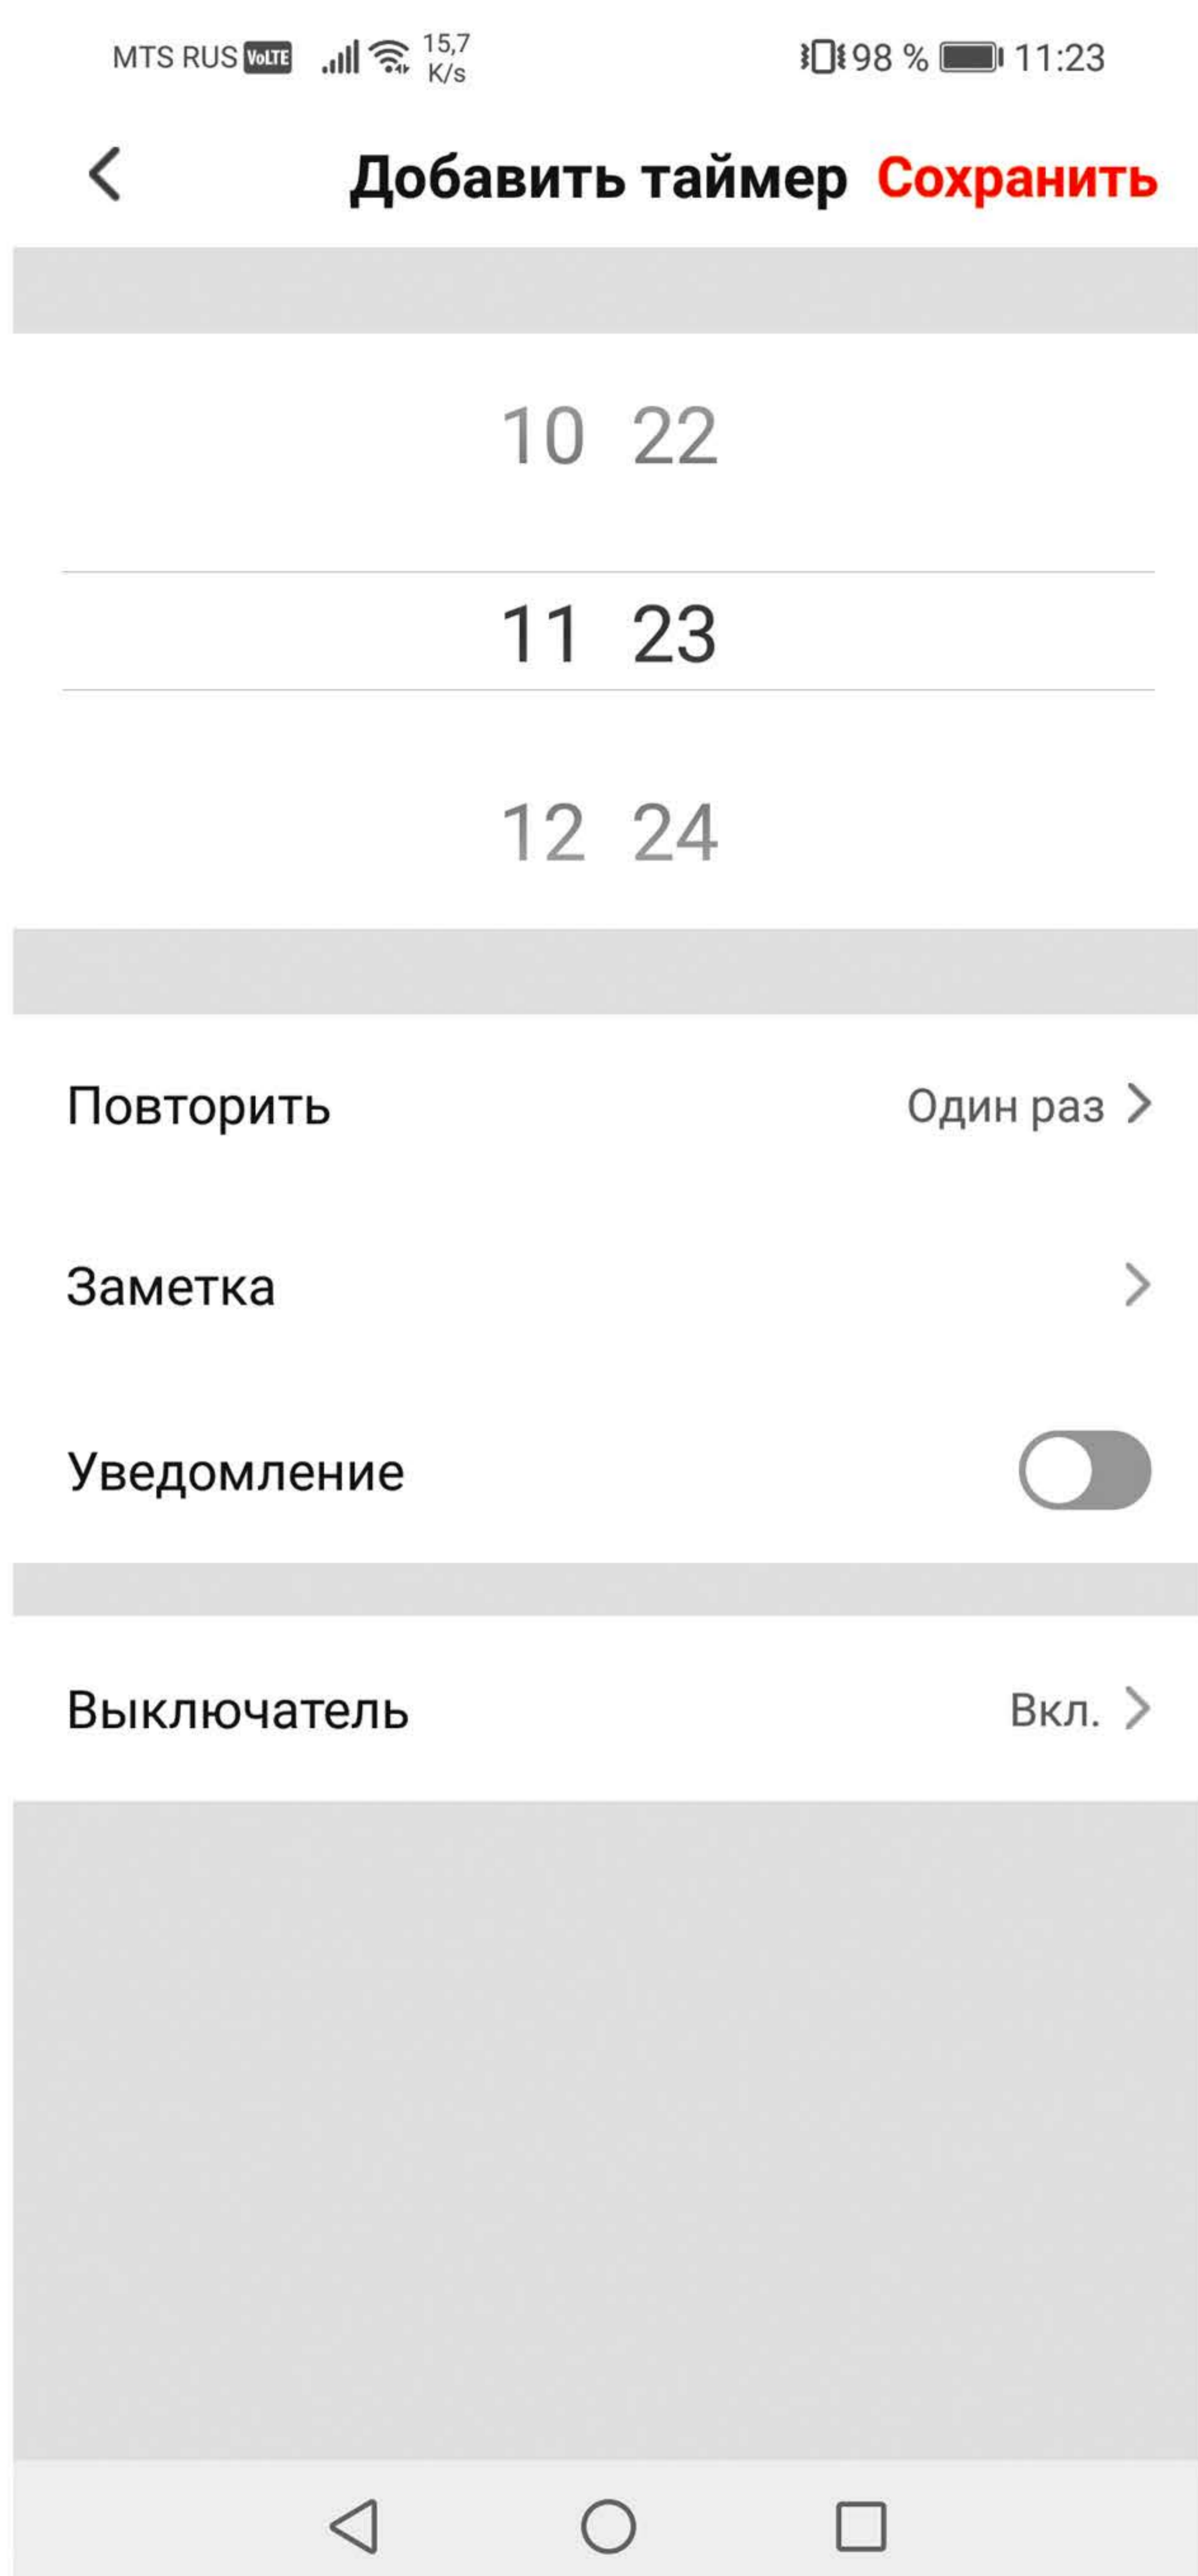 MTS RUS VoLTE 15,7 K/s 98 % 11:23
Добавить таймер Сохранить
10 22
11 23
12 24
Повторить Один раз
Заметка
Уведомление
Выключатель Вкл.